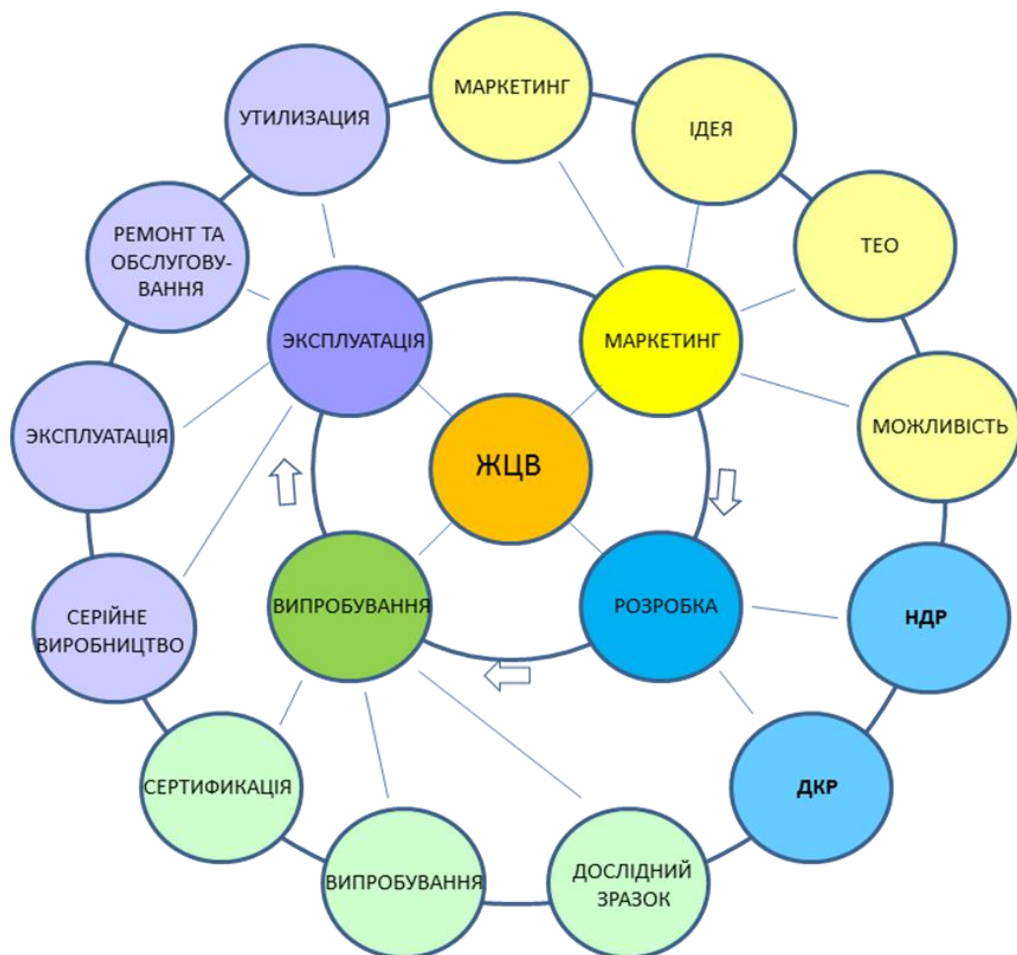 МАРКЕТИНГ
ІДЕЯ
ТЕО
МОЖЛИВІСТЬ
НДР
ДКР
ДОСЛІДНИЙ
ЗРАЗОК
ВИПРОБУВАННЯ
СЕРТИФИКАЦІЯ
СЕРІЙНЕ
ВИРОБНИЦТВО
ЭКСПЛУАТАЦІЯ
РЕМОНТ ТА
ОБСЛУГОВУ-
ВАННЯ
УТИЛИЗАЦИЯ
ЭКСПЛУАТАЦІЯ
МАРКЕТИНГ
РОЗРОБКА
ВИПРОБУВАННЯ
ЖЦВ